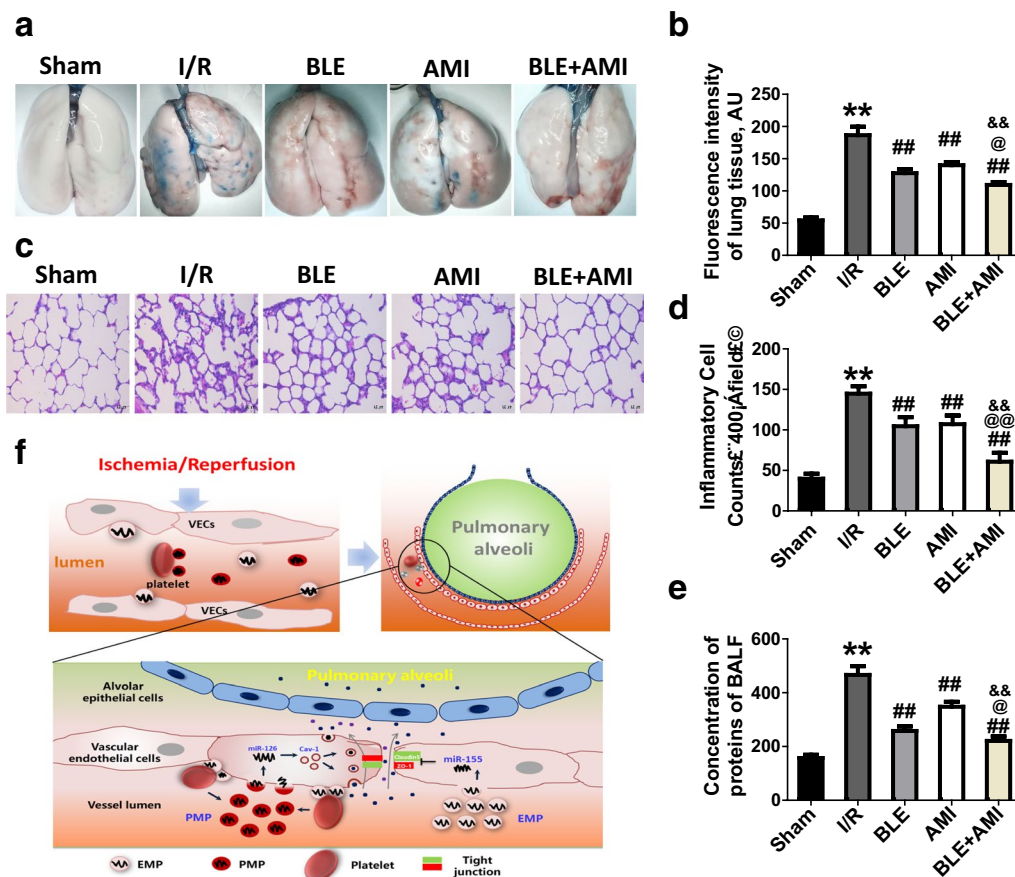 a
Sham I/R BLE AMI BLE+AMI
b
Fluorescence intensity
of lung tissue, AU
250
200
150
100
50
0
**
##
##
&&
@
##
Sham I/R BLE AMI BLE+AMI
c
Sham I/R BLE AMI BLE+AMI
d
Inflammatory Cell
Counts£¨400¡Áfield£©
150
100
50
0
**
##
##
&&
@@
##
Sham I/R BLE AMI BLE+AMI
e
Concentration of
proteins of BALF
600
400
200
0
**
##
##
&&
@
##
Sham I/R BLE AMI BLE+AMI
f
Ischemia/Reperfusion
VECs
lumen
platelet
VECs
Pulmonary
alveoli
Pulmonary alveoli
Alvolar
epithelial cells
Vascular
endothelial cells
miR-126
Cav-1
Claudin5
ZO-1
miR-155
Vessel lumen
PMP
EMP
EMP PMP Platelet Tight
junction